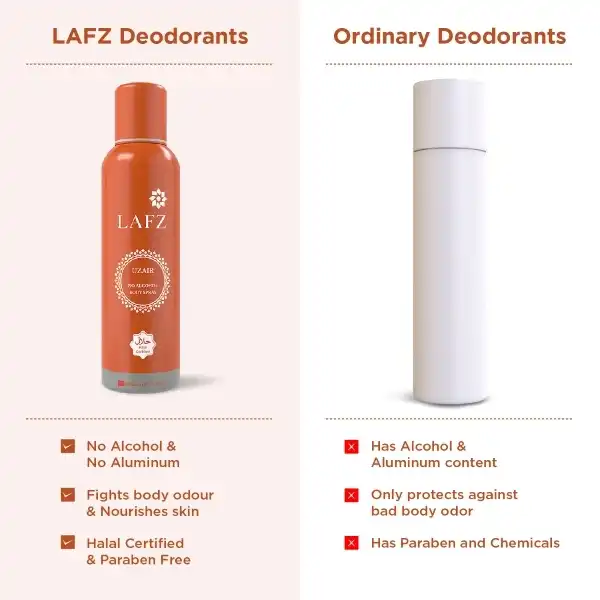 LAFZ Deodorants
LAFZ
UZAIR
NO ALCOHOL
BODY SPRAY
حلال
No Alcohol &
No Aluminum
Fights body odour
& Nourishes skin
Halal Certified
& Paraben Free
Ordinary Deodorants
Has Alcohol &
Aluminum content
Only protects against
bad body odor
Has Paraben and Chemicals